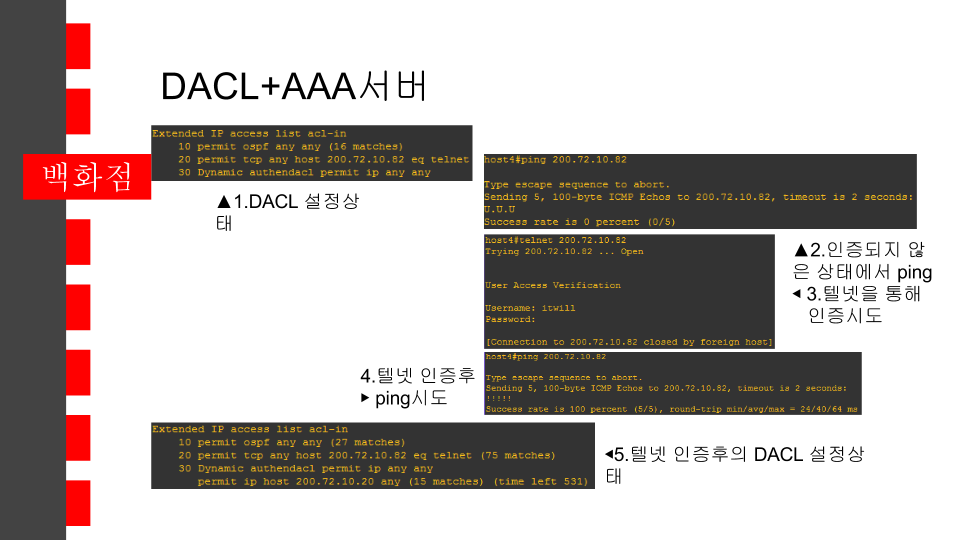 DACL+AAA서버
백화점
Extended IP access list acl-in
10 permit ospf any any (16 matches)
20 permit tcp any host 200.72.10.82 eq telnet
30 Dynamic authendacl permit ip any any
▲1.DACL 설정상
태
host4#ping 200.72.10.82
Type escape sequence to abort.
Sending 5, 100-byte ICMP Echos to 200.72.10.82, timeout is 2 seconds:
U.U.U
Success rate is 0 percent (0/5)
▲2.인증되지 않
은 상태에서 ping
host4#telnet 200.72.10.82
Trying 200.72.10.82 ... Open
User Access Verification
Username: itwill
Password:
[Connection to 200.72.10.82 closed by foreign host]
◀ 3.텔넷을 통해
인증시도
4.텔넷 인증후
▶ ping시도
host4#ping 200.72.10.82
Type escape sequence to abort.
Sending 5, 100-byte ICMP Echos to 200.72.10.82, timeout is 2 seconds:
!!!!!
Success rate is 100 percent (5/5), round-trip min/avg/max = 24/40/64 ms
Extended IP access list acl-in
10 permit ospf any any (27 matches)
20 permit tcp any host 200.72.10.82 eq telnet (75 matches)
30 Dynamic authendacl permit ip any any
permit ip host 200.72.10.20 any (15 matches) (time left 531)
◀5.텔넷 인증후의 DACL 설정상
태